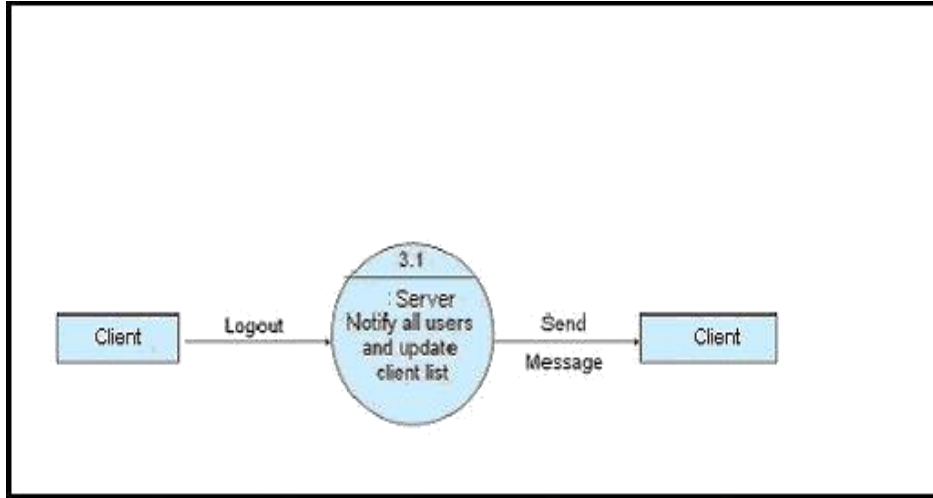 3.1
: Server
Notify all users
and update
client list
Client
Logout
Send
Message
Client